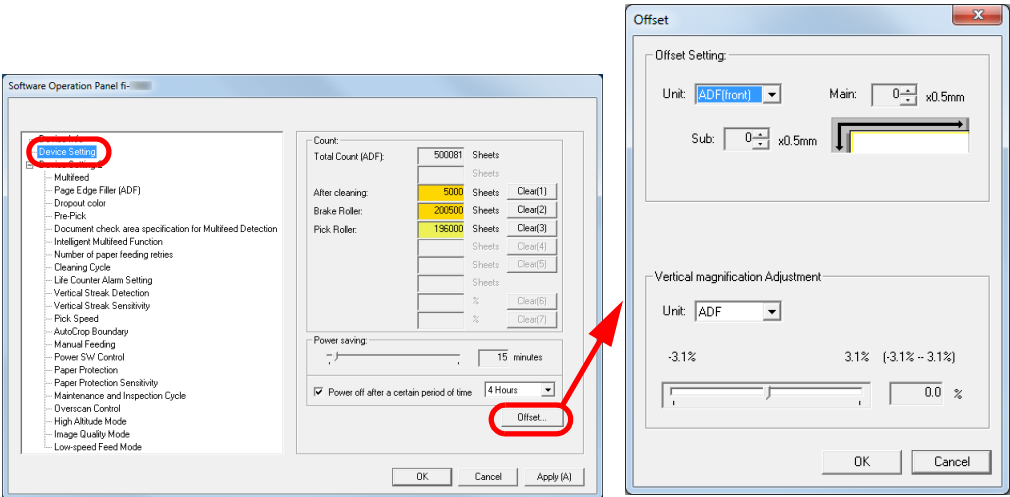 Software Operation Panel fi-
Device Info
Device Setting
Device Setting 2
Multifeed
Page Edge Filler (ADF)
Dropout color
Pre-Pick
Document check area specification for Multifeed Detection
Intelligent Multifeed Function
Number of paper feeding retries
Cleaning Cycle
Life Counter Alarm Setting
Vertical Streak Detection
Vertical Streak Sensitivity
Pick Speed
AutoCrop Boundary
Manual Feeding
Power SW Control
Paper Protection
Paper Protection Sensitivity
Maintenance and Inspection Cycle
Overscan Control
High Altitude Mode
Image Quality Mode
Low-speed Feed Mode
Count:
Total Count (ADF): 500081 Sheets
Sheets
After cleaning: 5000 Sheets Clear(1)
Brake Roller: 200500 Sheets Clear(2)
Pick Roller: 196000 Sheets Clear(3)
Sheets Clear(4)
Sheets Clear(5)
Sheets
% Clear(6)
% Clear(7)
Power saving:
15 minutes
Power off after a certain period of time 4 Hours
Offset...
OK Cancel Apply (A)
Offset
Offset Setting:
Unit: ADF(front) Main: 0 x0.5mm
Sub: 0 x0.5mm
Vertical magnification Adjustment
Unit: ADF
-3.1% 3.1% (-3.1% -- 3.1%)
0.0 %
OK Cancel